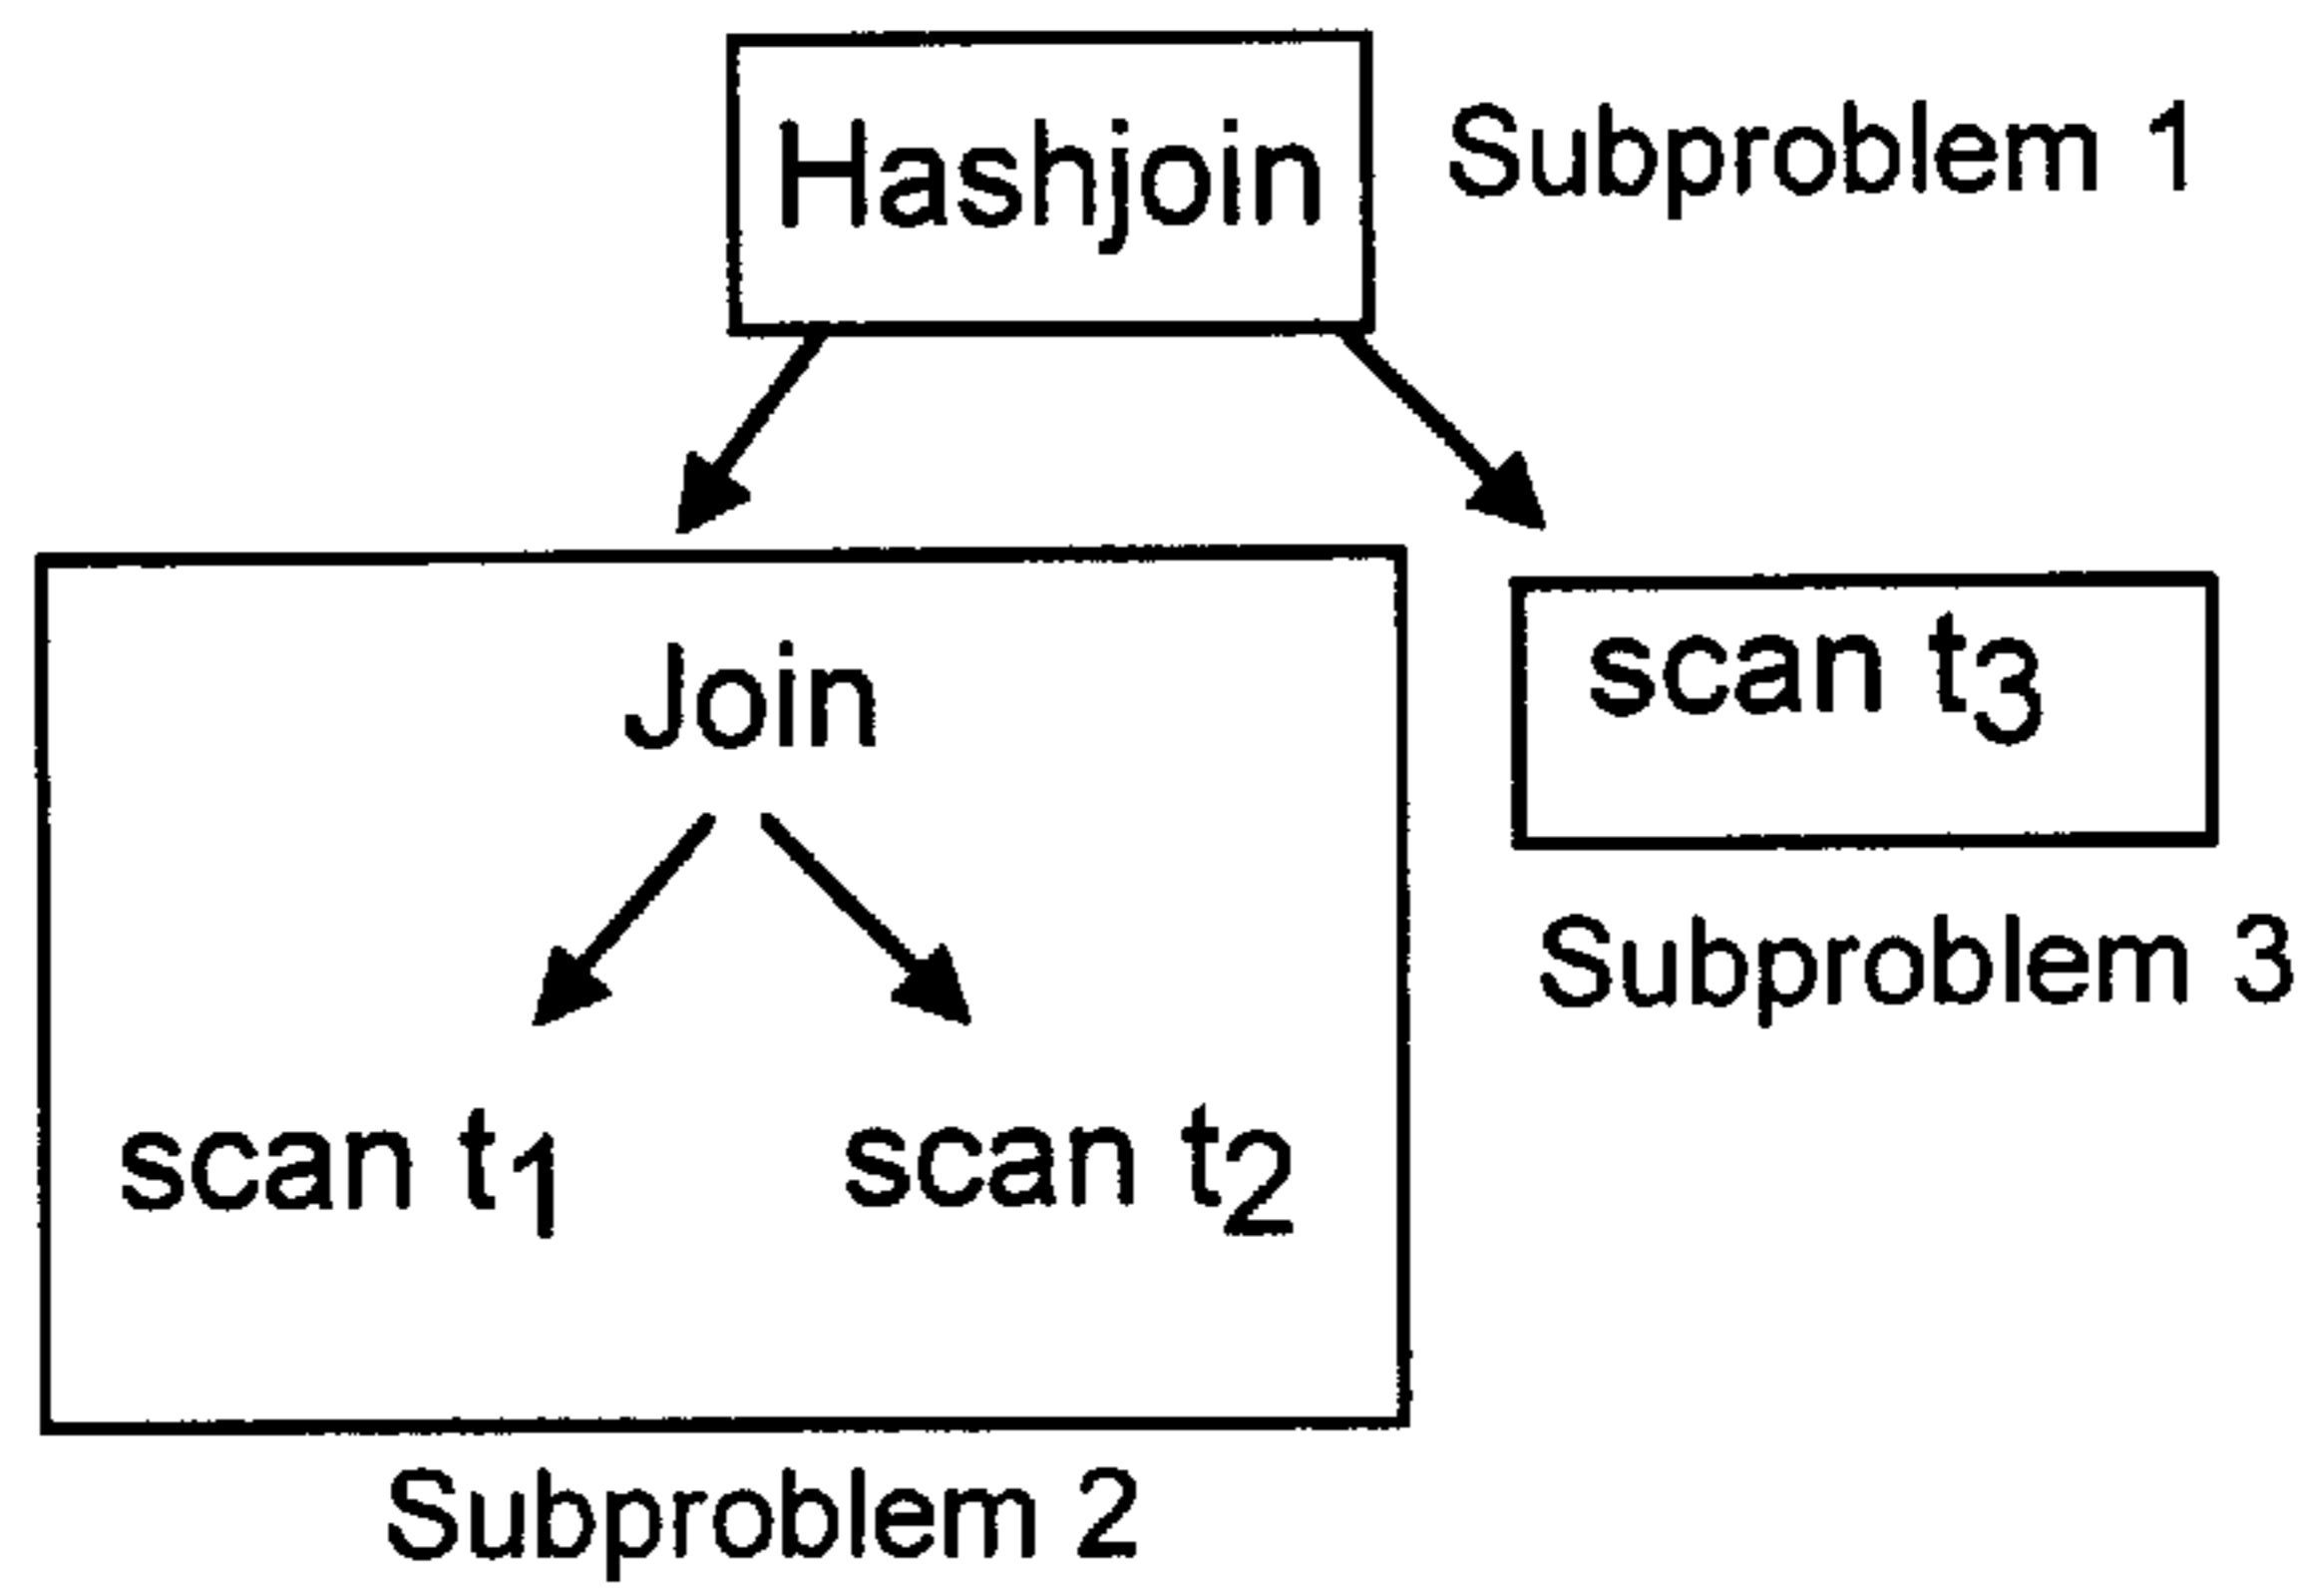 Hashjoin
Subproblem 1
Join
scan t3
Subproblem 3
scan t1
scan t2
Subproblem 2